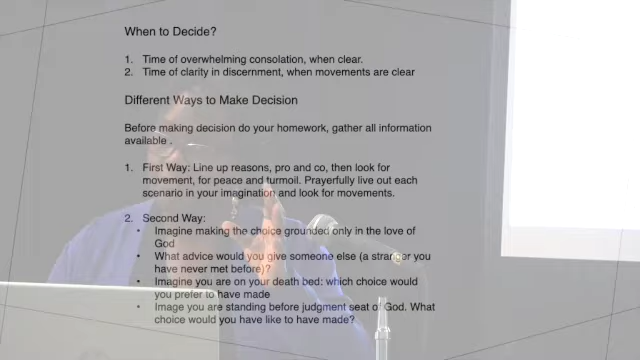 When to Decide?
1. Time of overwhelming consolation, when clear.
2. Time of clarity in discernment, when movements are clear
Different Ways to Make Decision
Before making decision do your homework, gather all information
available .
1. First Way: Line up reasons, pro and co, then look for
movement, for peace and turmoil. Prayerfully live out each
scenario in your imagination and look for movements.
2. Second Way:
• Imagine making the choice grounded only in the love of
God
• What advice would you give someone else (a stranger you
have never met before)?
• Imagine you are on your death bed: which choice would
you prefer to have made
• Image you are standing before judgment seat of God. What
choice would you have like to have made?